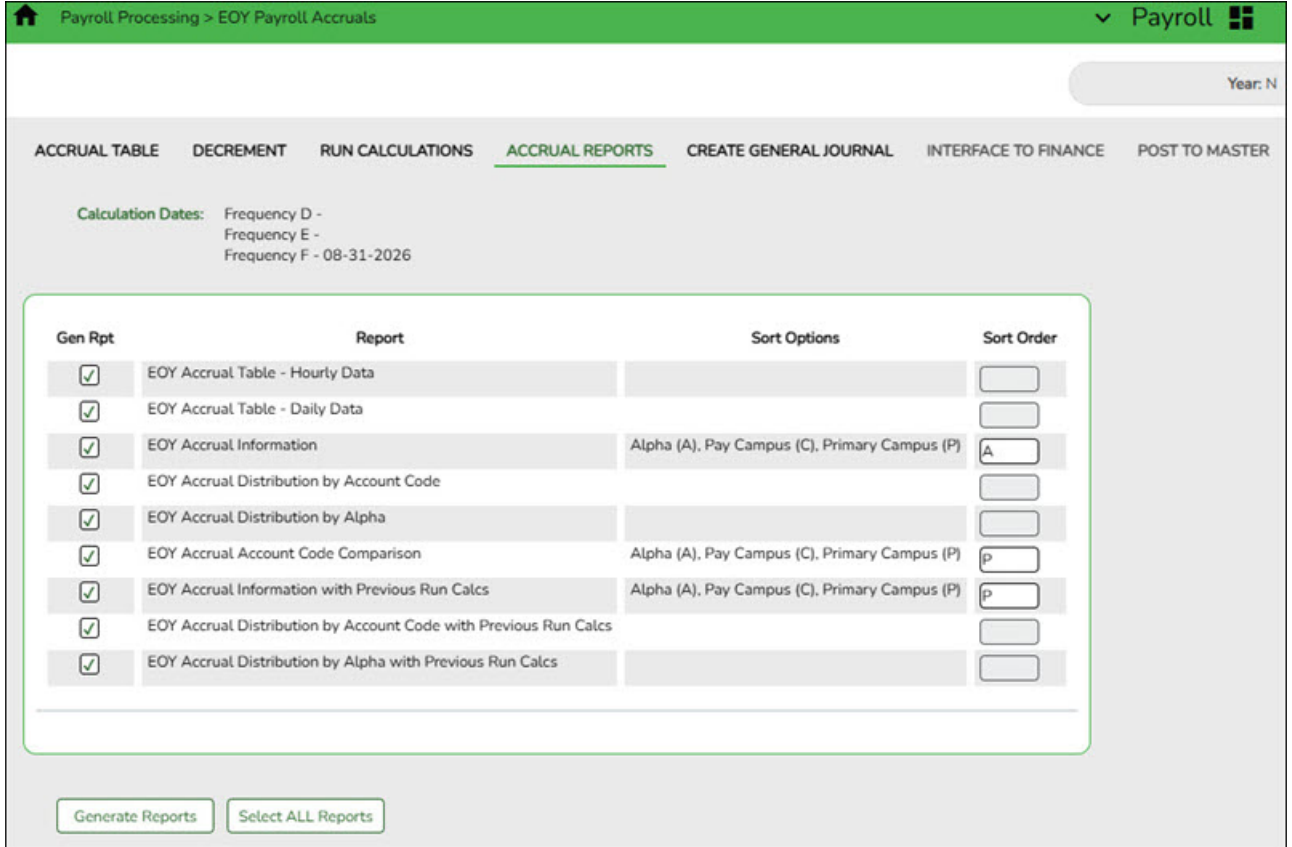 Payroll Processing > EOY Payroll Accruals Payroll
Year: N
ACCRUAL TABLE DECREMENT RUN CALCULATIONS ACCRUAL REPORTS CREATE GENERAL JOURNAL INTERFACE TO FINANCE POST TO MASTER
Calculation Dates: Frequency D -
Frequency E -
Frequency F - 08-31-2026
Gen Rpt Report Sort Options Sort Order
EOY Accrual Table - Hourly Data
EOY Accrual Table - Daily Data
EOY Accrual Information Alpha (A), Pay Campus (C), Primary Campus (P) A
EOY Accrual Distribution by Account Code
EOY Accrual Distribution by Alpha
EOY Accrual Account Code Comparison Alpha (A), Pay Campus (C), Primary Campus (P) P
EOY Accrual Information with Previous Run Calcs Alpha (A), Pay Campus (C), Primary Campus (P) P
EOY Accrual Distribution by Account Code with Previous Run Calcs
EOY Accrual Distribution by Alpha with Previous Run Calcs
Generate Reports Select ALL Reports